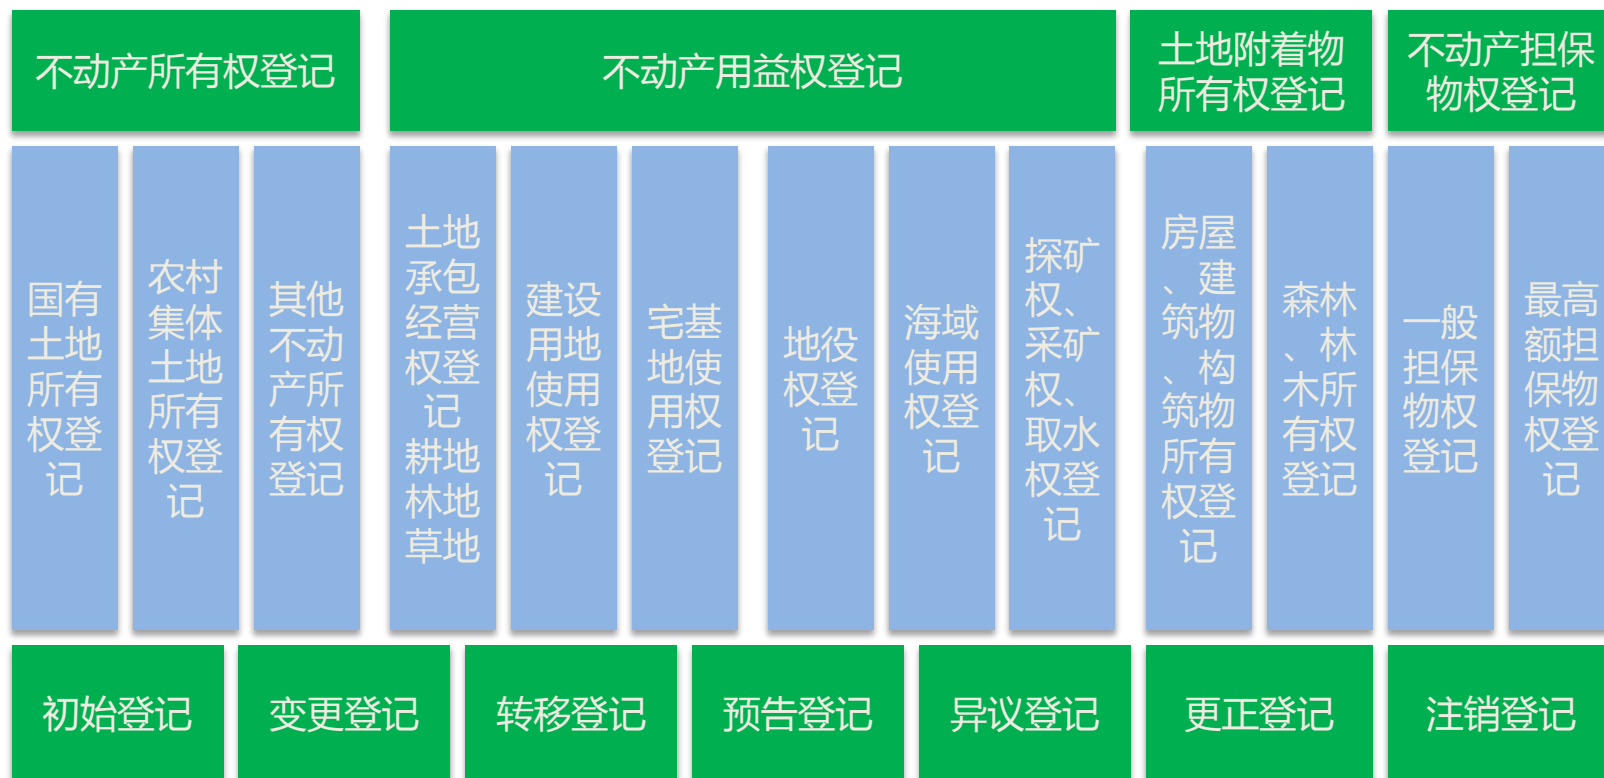 不动产所有权登记
不动产用益权登记
土地附着物
所有权登记
不动产担保
物权登记
国有
土地
所有
权登
记
农村
集体
土地
所有
权登
记
其他
不动
产所
有权
登记
土地
承包
经营
权登
记
耕地
林地
草地
建设
用地
使用
权登
记
宅基
地使
用权
登记
地役
权登
记
海域
使用
权登
记
探矿
权、
采矿
权、
取水
权登
记
房屋
、建
筑物
、构
筑物
所有
权登
记
森林
、林
木所
有权
登记
一般
担保
物权
登记
最高
额担
保物
权登
记
初始登记
变更登记
转移登记
预告登记
异议登记
更正登记
注销登记